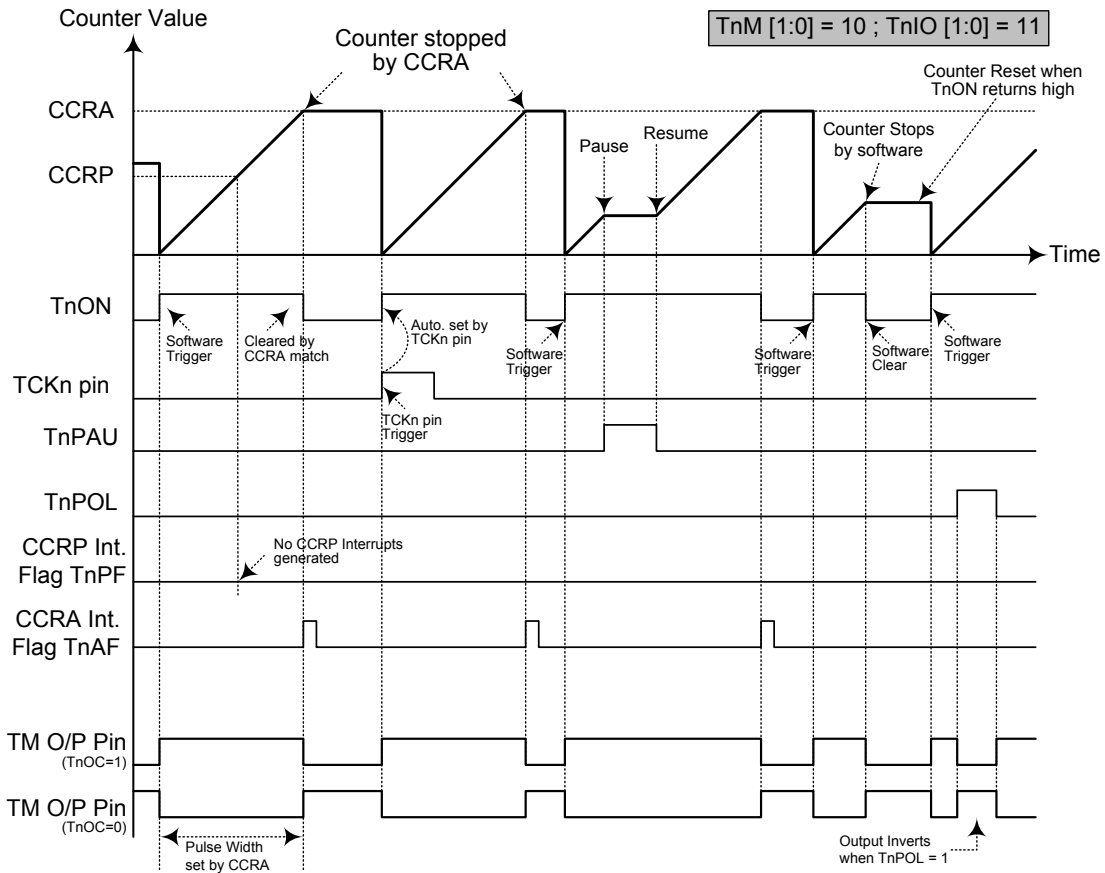 Counter Value
TnM [1:0] = 10 ; TnIO [1:0] = 11
Counter stopped
by CCRA
Counter Reset when
TnON returns high
CCRA
Pause
Resume
Counter Stops
by software
CCRP
Time
TnON
Software
Trigger
Cleared by
CCRA match
Auto. set by
TCKn pin
Software
Trigger
Software
Trigger
Software
Clear
Software
Trigger
TCKn pin
TCKn pin
Trigger
TnPAU
TnPOL
CCRP Int.
Flag TnPF
No CCRP Interrupts
generated
CCRA Int.
Flag TnAF
TM O/P Pin
(TnOC=1)
TM O/P Pin
(TnOC=0)
Pulse Width
set by CCRA
Output Inverts
when TnPOL = 1